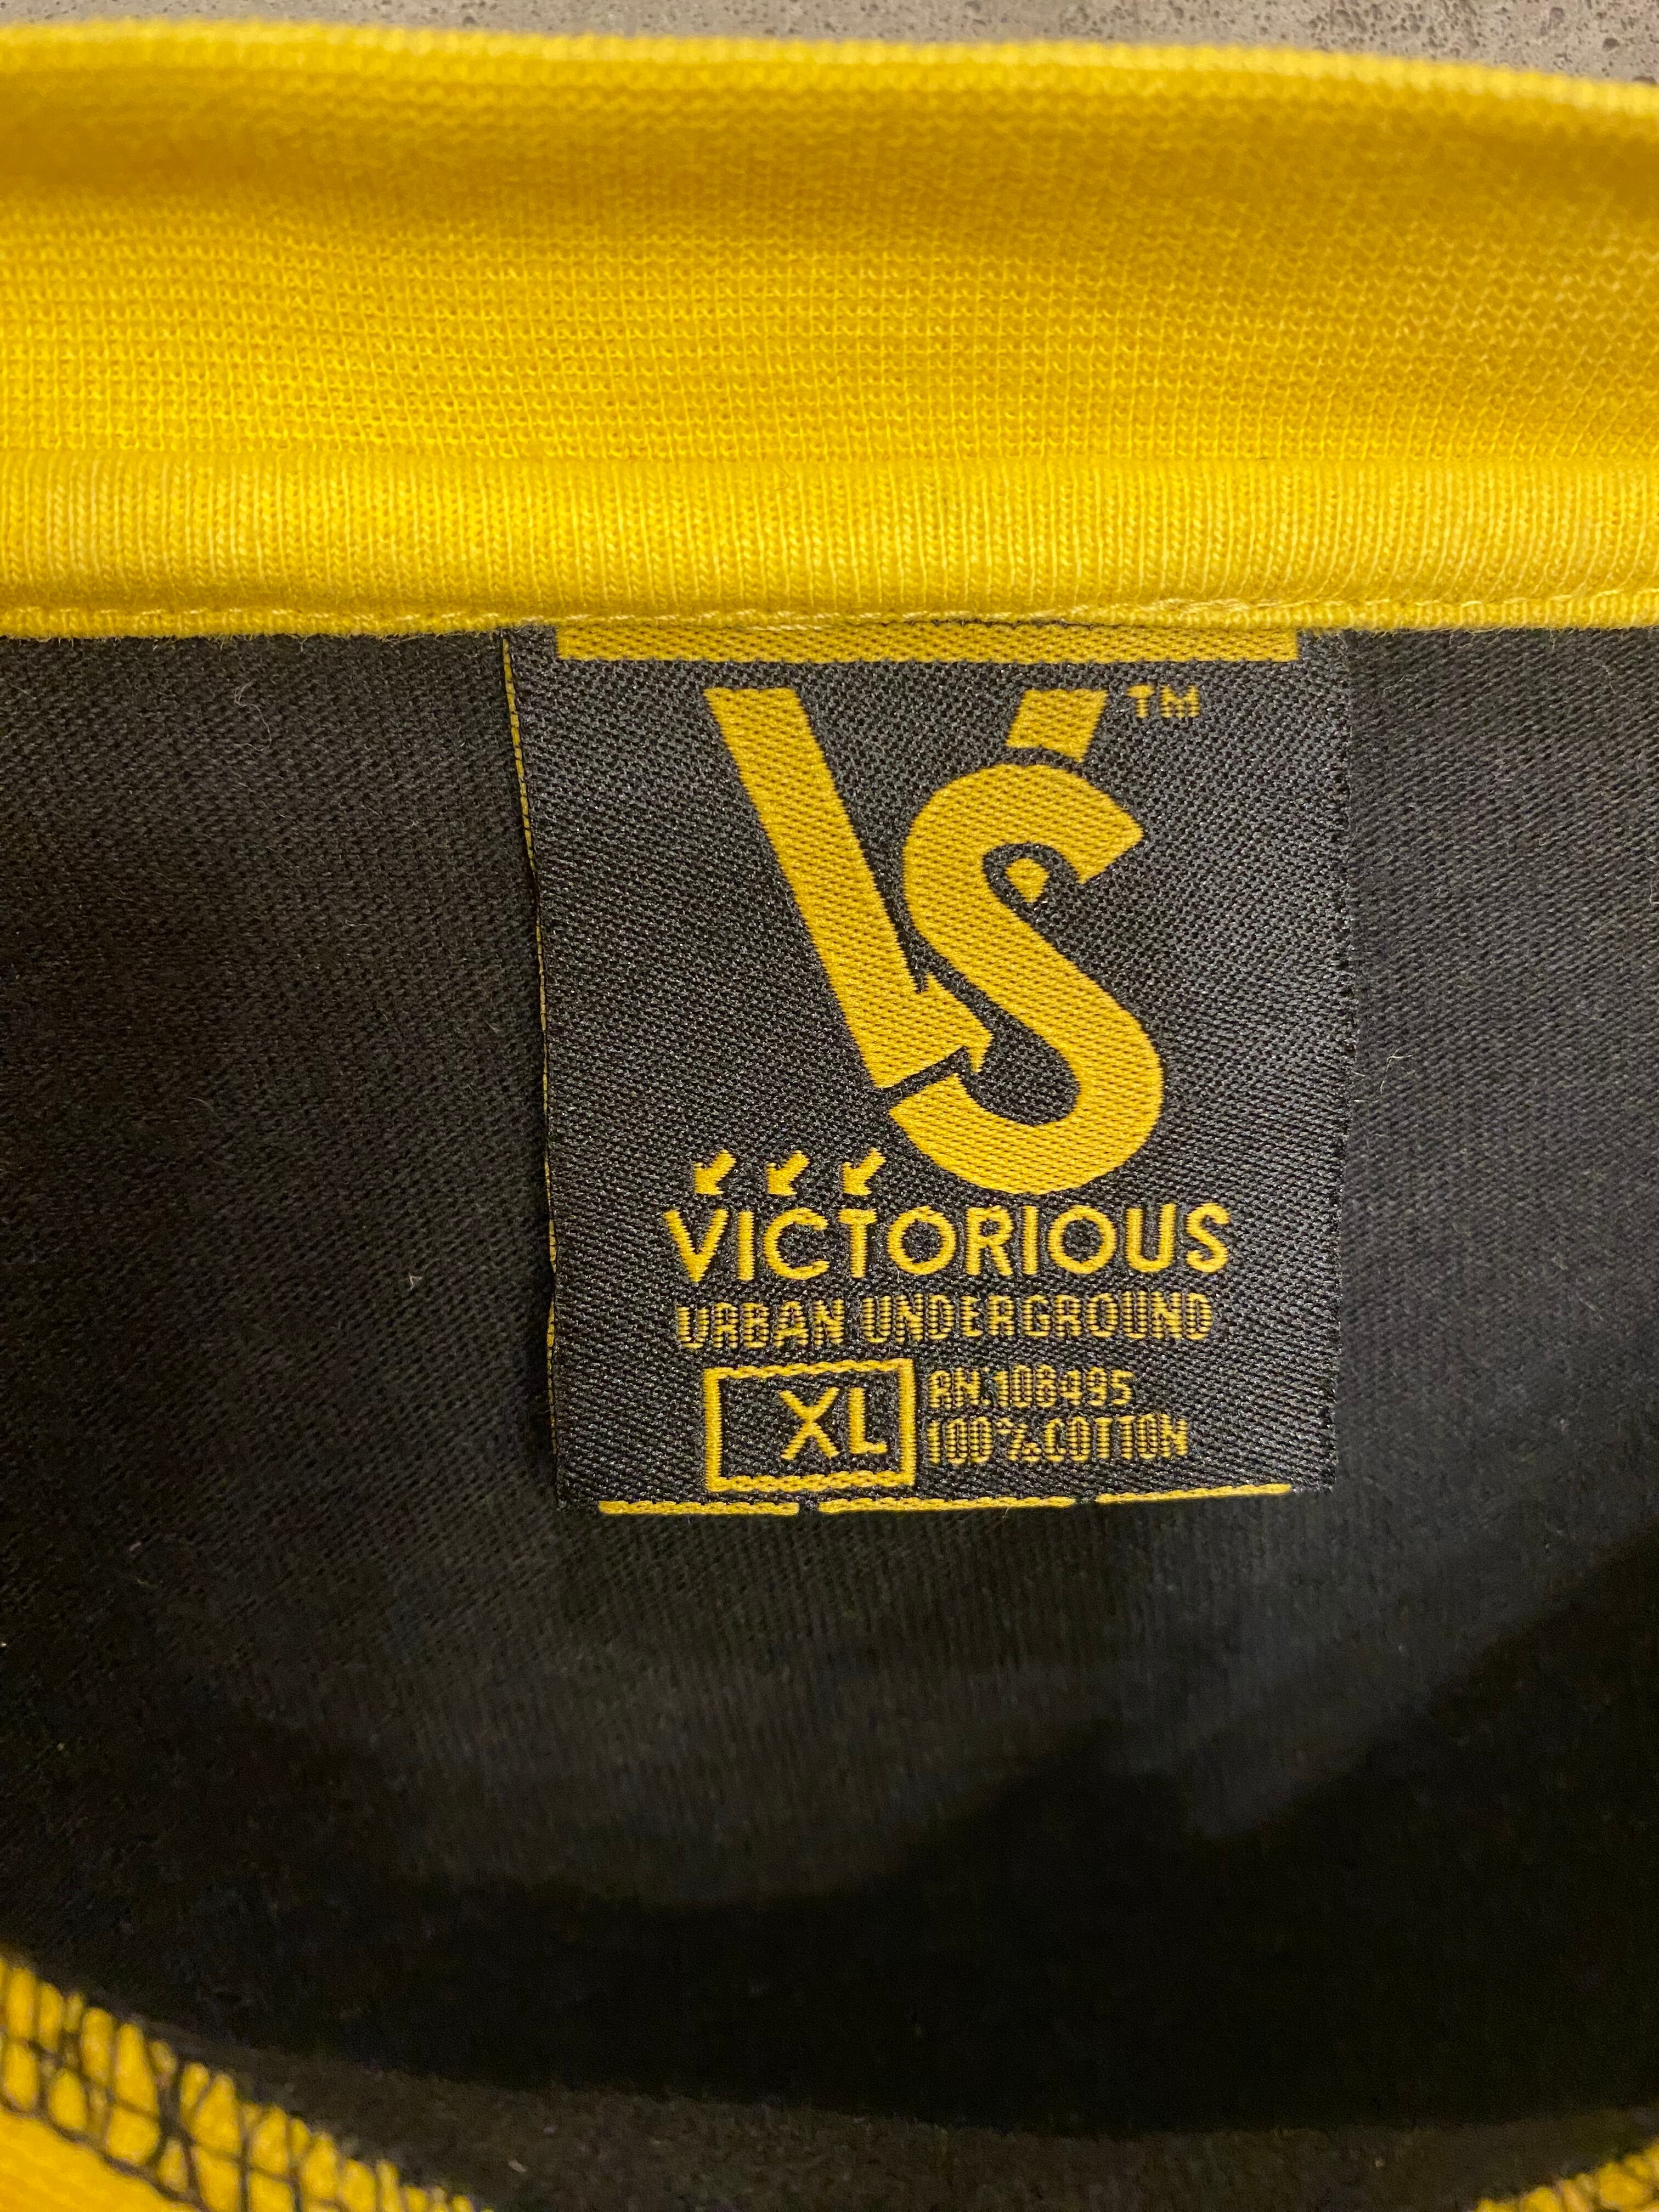 VS™
VICTORIOUS
URBAN UNDERGROUND
XL
RN.108495
100% COTTON